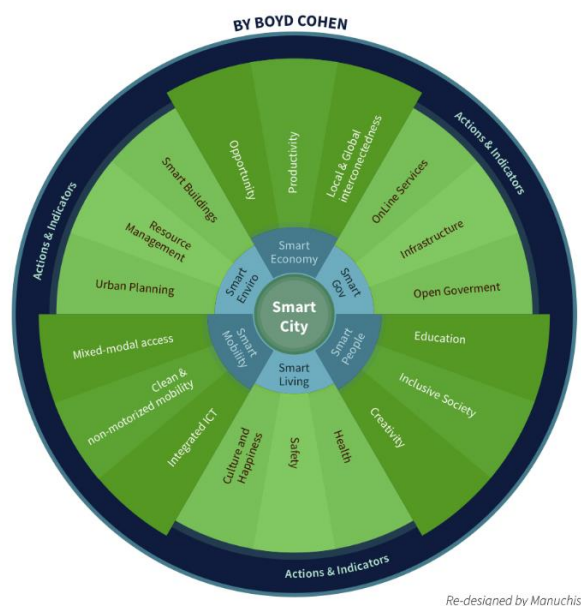 BY BOYD COHEN
Actions & Indicators
Actions & Indicators
Actions & Indicators
Smart
City
Smart
Economy
Opportunity
Productivity
Local & Global
interconectedness
Smart
Gov
OnLine Services
Infrastructure
Open Goverment
Smart
People
Education
Inclusive Society
Creativity
Smart
Living
Health
Safety
Culture and
Happiness
Smart
Mobility
Integrated ICT
Clean &
non-motorized mobility
Mixed-modal access
Smart
Enviro
Urban Planning
Resource
Management
Smart Buildings
Re-designed by Manuchis